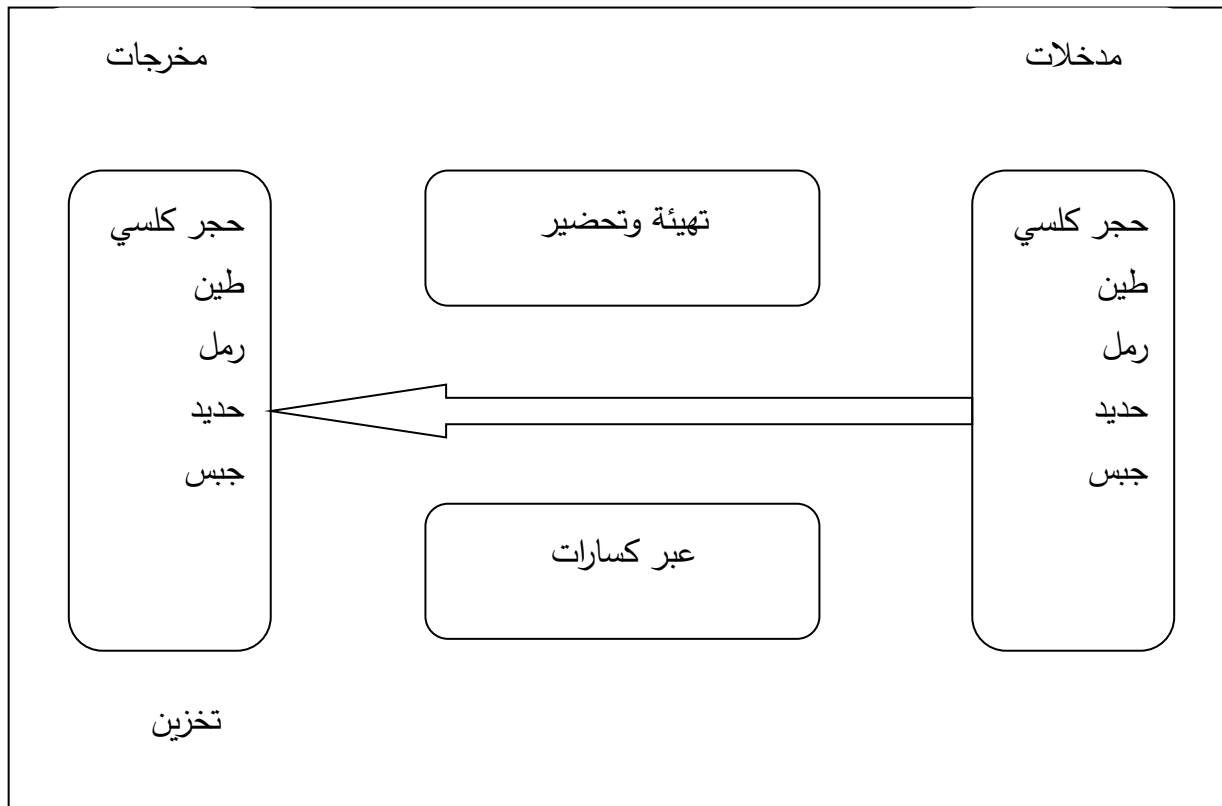 مدخلات
مخرجات
حجر كلسي
طين
رمل
حديد
جبس
تهيئة وتحضير
عبر كسارات
حجر كلسي
طين
رمل
حديد
جبس
تخزين